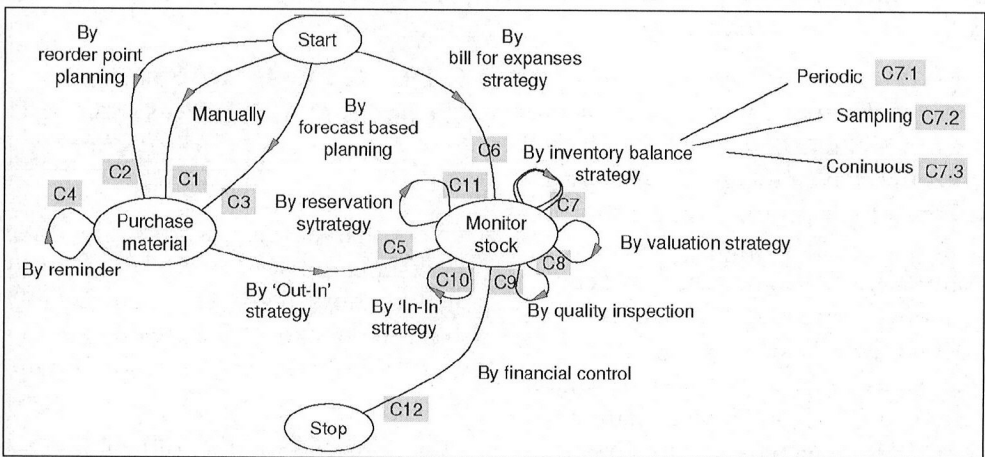 Start
By
reorder point
planning
Manually
By
forecast based
planning
By
bill for expanses
strategy
Periodic C7.1
Sampling C7.2
Coninuous C7.3
C2
C1
C3
C4
C6
By inventory balance
strategy
C11
C7
By reservation
sytrategy
Purchase
material
Monitor
stock
By valuation strategy
C5
C8
C10
C9
By reminder
By 'Out-In'
strategy
By 'In-In'
strategy
By quality inspection
By financial control
C12
Stop